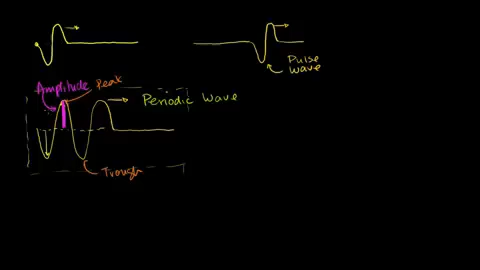 Pulse
wave
Amplitude
Peak
Periodic wave
Trough